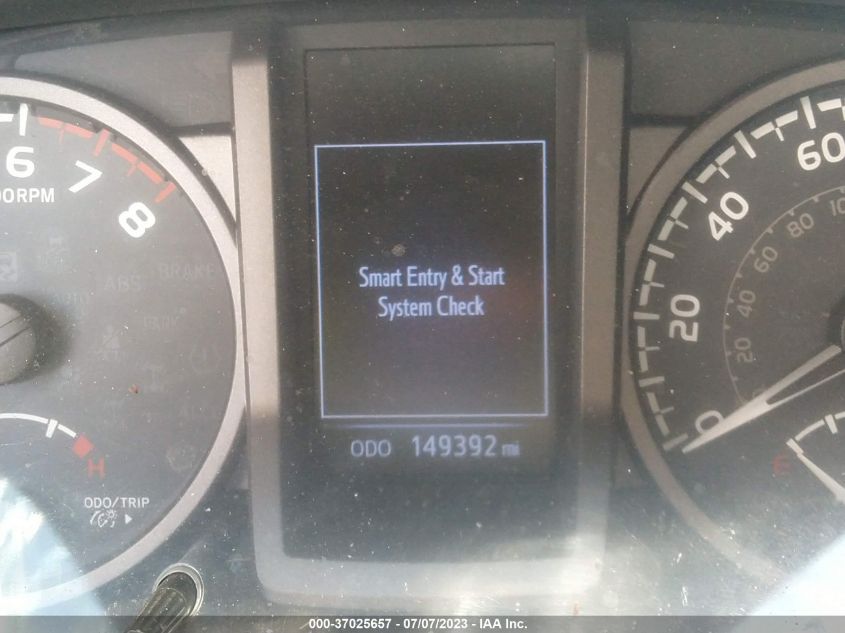 6
7
8
00RPM
ABS
BRAKE
H
ODO/TRIP
Smart Entry & Start
System Check
ODO 149392 mi
0
20
40
60
20
40
60
80
E
000-37025657 - 07/07/2023 - IAA Inc.